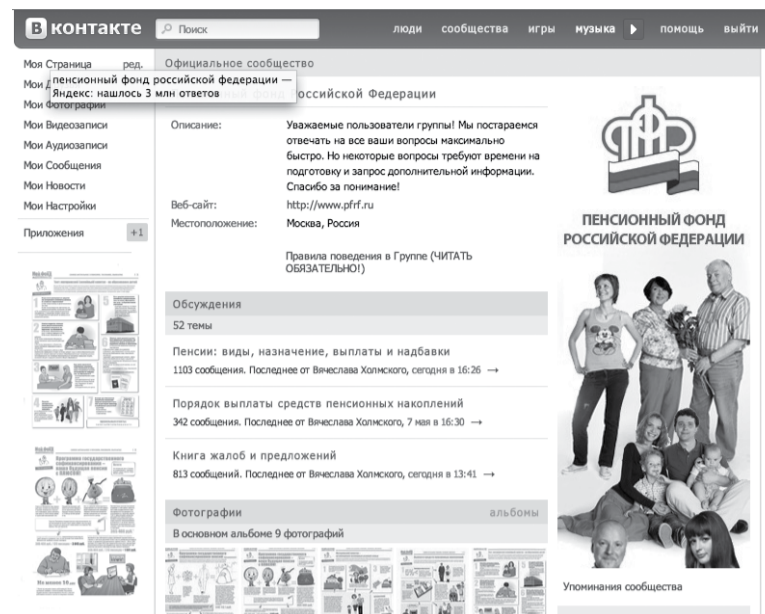 В контакте
Поиск
люди сообщества игры музыка помощь выйти
Моя Страница ред.
Мои
Мои Фотографии
Мои Видеозаписи
Мои Аудиозаписи
Мои Сообщения
Мои Новости
Мои Настройки
Приложения +1
пенсионный фонд российской федерации —
Яндекс: нашлось 3 млн ответов
Официальное сообщество
Российской Федерации
Описание: Уважаемые пользователи группы! Мы постараемся
отвечать на все ваши вопросы максимально
быстро. Но некоторые вопросы требуют времени на
подготовку и запрос дополнительной информации.
Спасибо за понимание!
Веб-сайт: http://www.pfrf.ru
Местоположение: Москва, Россия
Правила поведения в Группе (ЧИТАТЬ
ОБЯЗАТЕЛЬНО!)
Обсуждения
52 темы
Пенсии: виды, назначение, выплаты и надбавки
1103 сообщения. Последнее от Вячеслава Холмского, сегодня в 16:26 →
Порядок выплаты средств пенсионных накоплений
342 сообщения. Последнее от Вячеслава Холмского, 7 мая в 16:30 →
Книга жалоб и предложений
813 сообщений. Последнее от Вячеслава Холмского, сегодня в 13:41 →
Фотографии альбомы
В основном альбоме 9 фотографий
ПЕНСИОННЫЙ ФОНД
РОССИЙСКОЙ ФЕДЕРАЦИИ
Упоминания сообщества